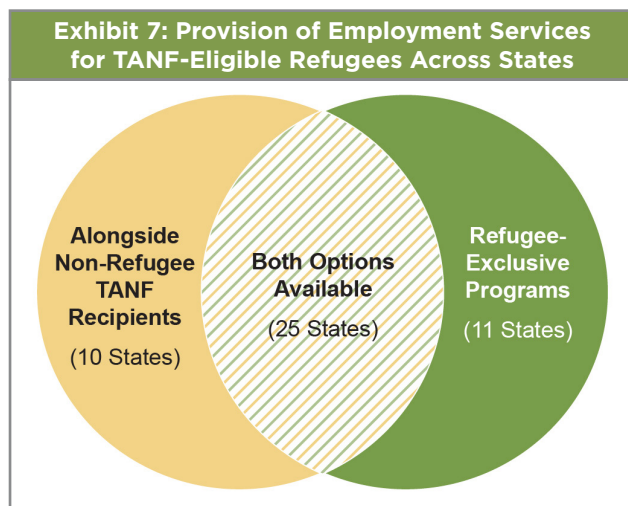 Exhibit 7: Provision of Employment Services
for TANF-Eligible Refugees Across States
Alongside
Non-Refugee
TANF
Recipients
(10 States)
Both Options
Available
(25 States)
Refugee-
Exclusive
Programs
(11 States)